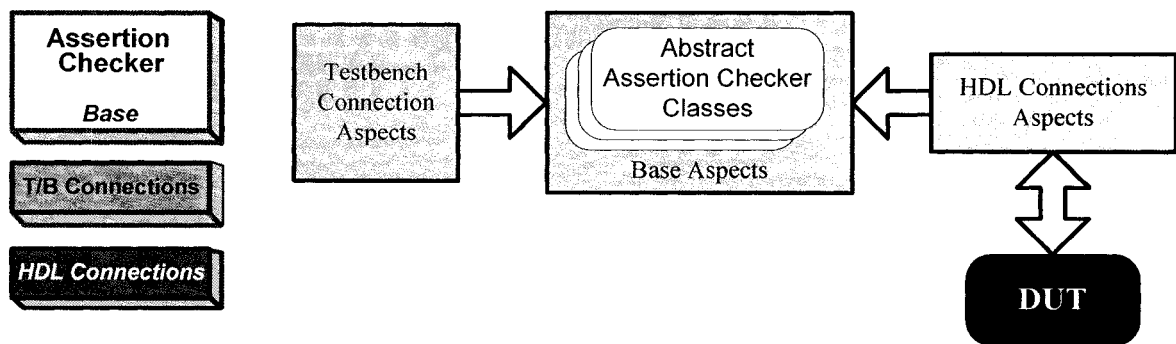 Assertion
Checker
Base
T/B Connections
HDL Connections
Testbench
Connection
Aspects
Abstract
Assertion Checker
Classes
Base Aspects
HDL Connections
Aspects
DUT